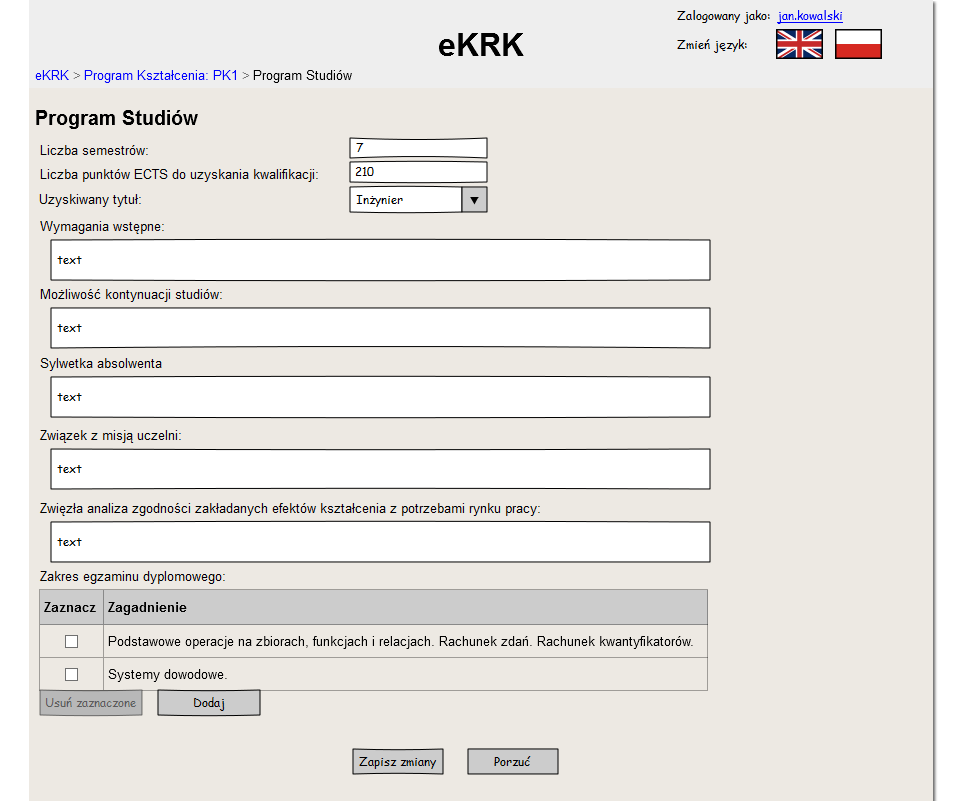 Zalogowany jako: jan.kowalski
eKRK
Zmień język:
eKRK > Program Kształcenia: PK1 > Program Studiów
Program Studiów
Liczba semestrów: 7
Liczba punktów ECTS do uzyskania kwalifikacji: 210
Uzyskiwany tytuł: Inżynier
Wymagania wstępne:
text
Możliwość kontynuacji studiów:
text
Sylwetka absolwenta
text
Związek z misją uczelni:
text
Zwięzła analiza zgodności zakładanych efektów kształcenia z potrzebami rynku pracy:
text
Zakres egzaminu dyplomowego:
Zaznacz Zagadnienie
Podstawowe operacje na zbiorach, funkcjach i relacjach. Rachunek zdań. Rachunek kwantyfikatorów.
Systemy dowodowe.
Usuń zaznaczone Dodaj
Zapisz zmiany Porzuć